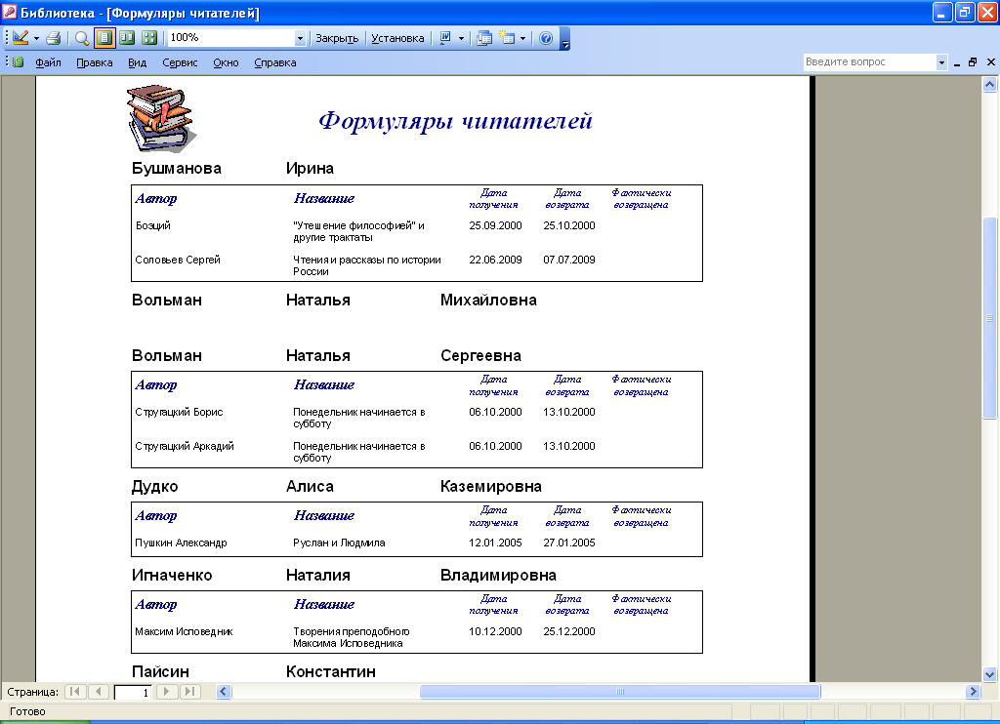 Библиотека - [Формуляры читателей]
100% Закрыть Установка
Файл Правка Вид Сервис Окно Справка Введите вопрос
Формуляры читателей
Бушманова Ирина
Автор Название Дата получения Дата возврата Фактически возвращена
Боэций "Утешение философией" и 25.09.2000 25.10.2000
другие трактаты
Соловьев Сергей Чтения и рассказы по истории 22.06.2009 07.07.2009
России
Вольман Наталья Михайловна
Вольман Наталья Сергеевна
Автор Название Дата получения Дата возврата Фактически возвращена
Стругацкий Борис Понедельник начинается в 06.10.2000 13.10.2000
субботу
Стругацкий Аркадий Понедельник начинается в 06.10.2000 13.10.2000
субботу
Дудко Алиса Каземировна
Автор Название Дата получения Дата возврата Фактически возвращена
Пушкин Александр Руслан и Людмила 12.01.2005 27.01.2005
Игначенко Наталия Владимировна
Автор Название Дата получения Дата возврата Фактически возвращена
Максим Исповедник Творения преподобного 10.12.2000 25.12.2000
Максима Исповедника
Пайсин Константин
Страница: 1
Готово